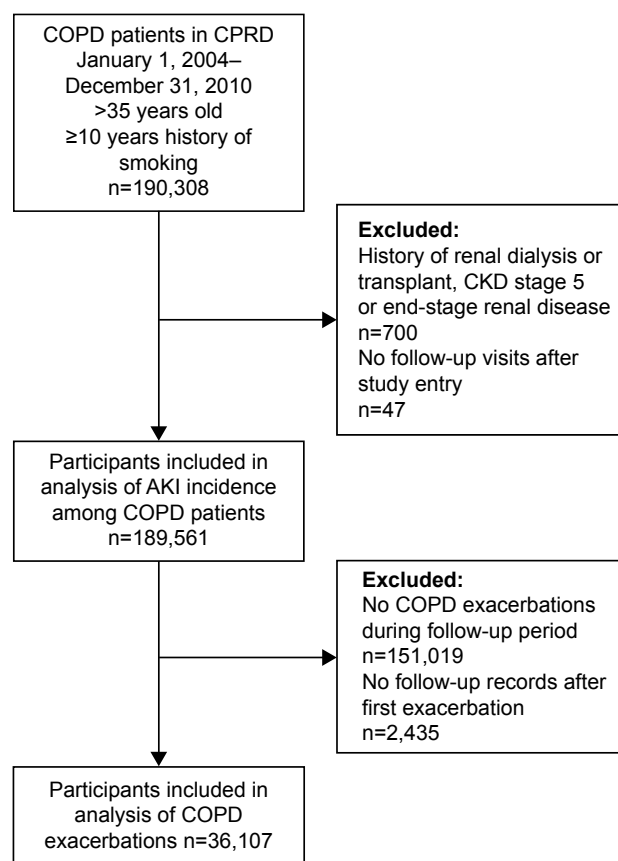 COPD patients in CPRD
January 1, 2004–
December 31, 2010
>35 years old
≥10 years history of
smoking
n=190,308
Excluded:
History of renal dialysis or
transplant, CKD stage 5
or end-stage renal disease
n=700
No follow-up visits after
study entry
n=47
Participants included in
analysis of AKI incidence
among COPD patients
n=189,561
Excluded:
No COPD exacerbations
during follow-up period
n=151,019
No follow-up records after
first exacerbation
n=2,435
Participants included in
analysis of COPD
exacerbations n=36,107